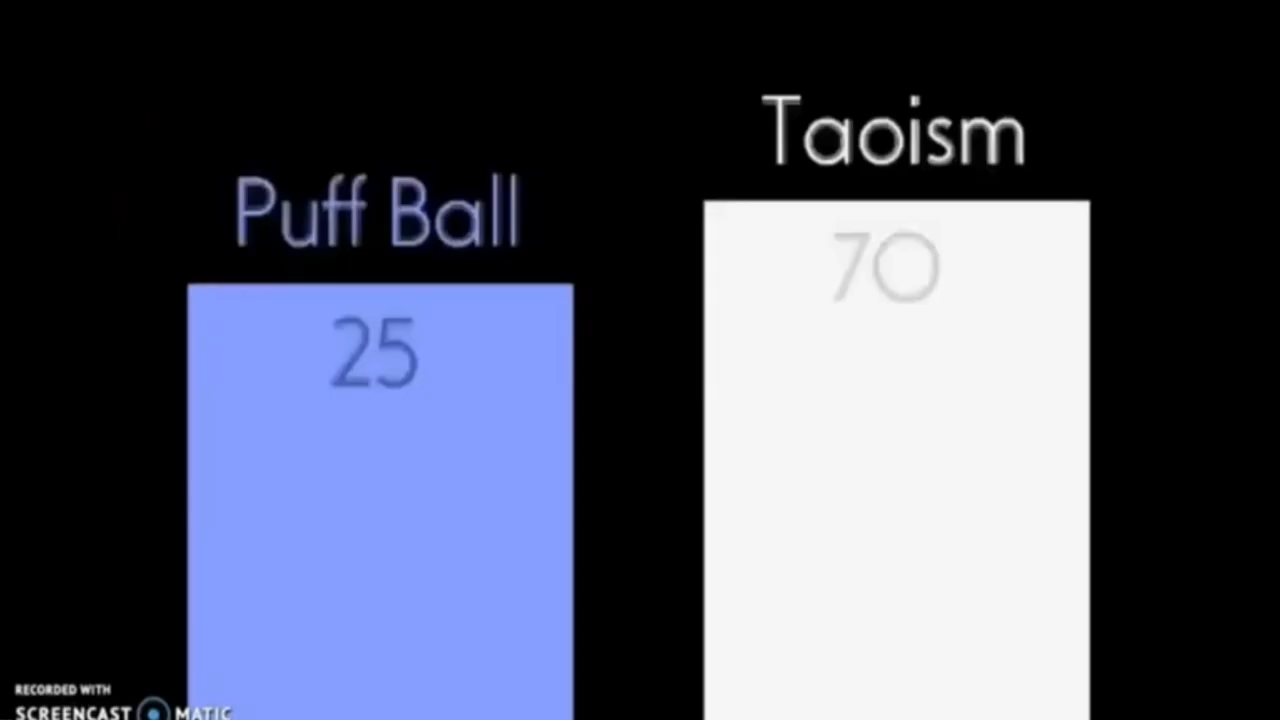 Taoism
Puff Ball
70
25
RECORDED WITH
SCREENCAST MATIC